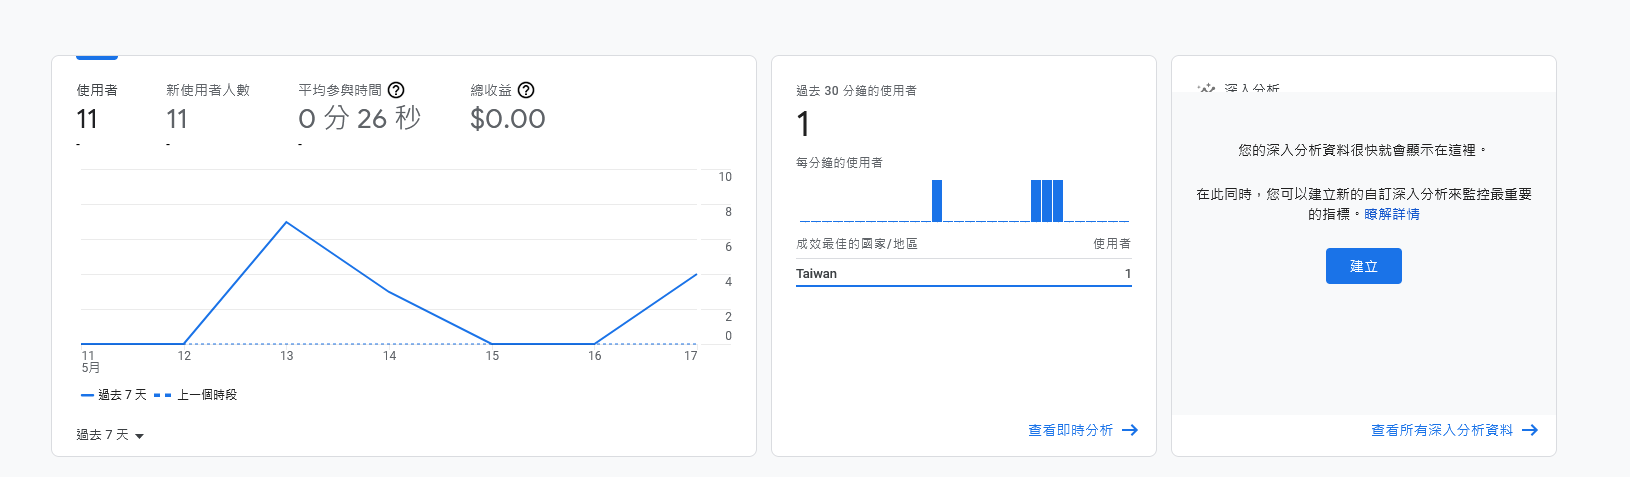 使用者
11
-
新使用者人數
11
-
平均參與時間
0 分 26 秒
-
總收益
$0.00
10
8
6
4
2
0
11
5月
12
13
14
15
16
17
過去 7 天
上一個時段
過去 7 天
過去 30 分鐘的使用者
1
每分鐘的使用者
成效最佳的國家/地區 使用者
Taiwan 1
查看即時分析
深入分析
您的深入分析資料很快就會顯示在這裡。
在此同時，您可以建立新的自訂深入分析來監控最重要
的指標。瞭解詳情
建立
查看所有深入分析資料